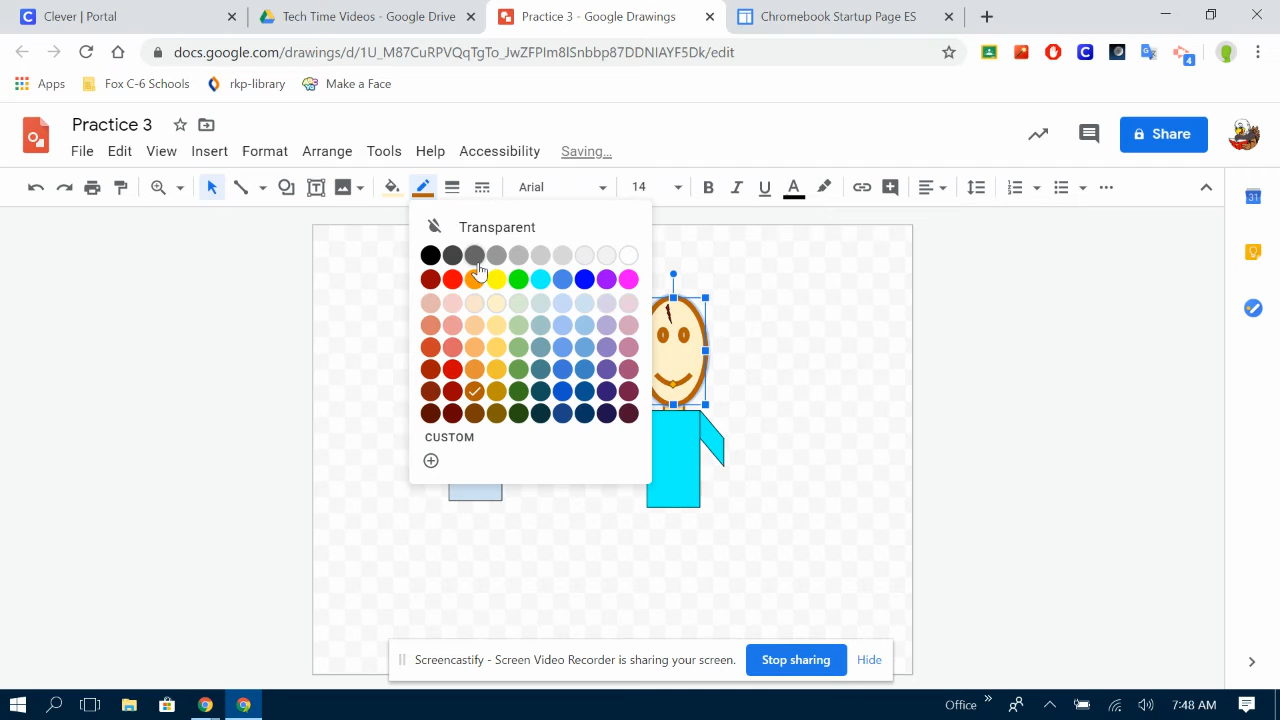 Clever | Portal
Tech Time Videos - Google Drive
Practice 3 - Google Drawings
Chromebook Startup Page ES
docs.google.com/drawings/d/1U_M87CuRPVQqTgTo_JwZFPlm8lSnbbp87DDNIAYF5Dk/edit
4
Apps
Fox C-6 Schools
rkp-library
Make a Face
Practice 3
Share
File Edit View Insert Format Arrange Tools Help Accessibility Saving...
Arial 14 B I U A
31
Transparent
CUSTOM
Screencastify - Screen Video Recorder is sharing your screen. Stop sharing Hide
Office » 7:48 AM